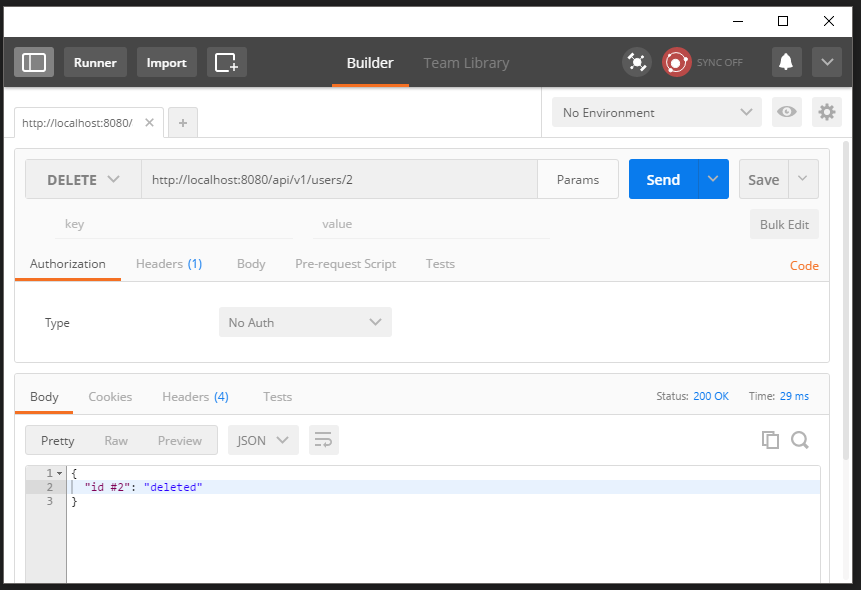 Runner Import Builder Team Library SYNC OFF
http://localhost:8080/ No Environment
DELETE http://localhost:8080/api/v1/users/2 Params Send Save
key value Bulk Edit
Authorization Headers (1) Body Pre-request Script Tests Code
Type No Auth
Body Cookies Headers (4) Tests Status: 200 OK Time: 29 ms
Pretty Raw Preview JSON
1 {
2 "id #2": "deleted"
3 }